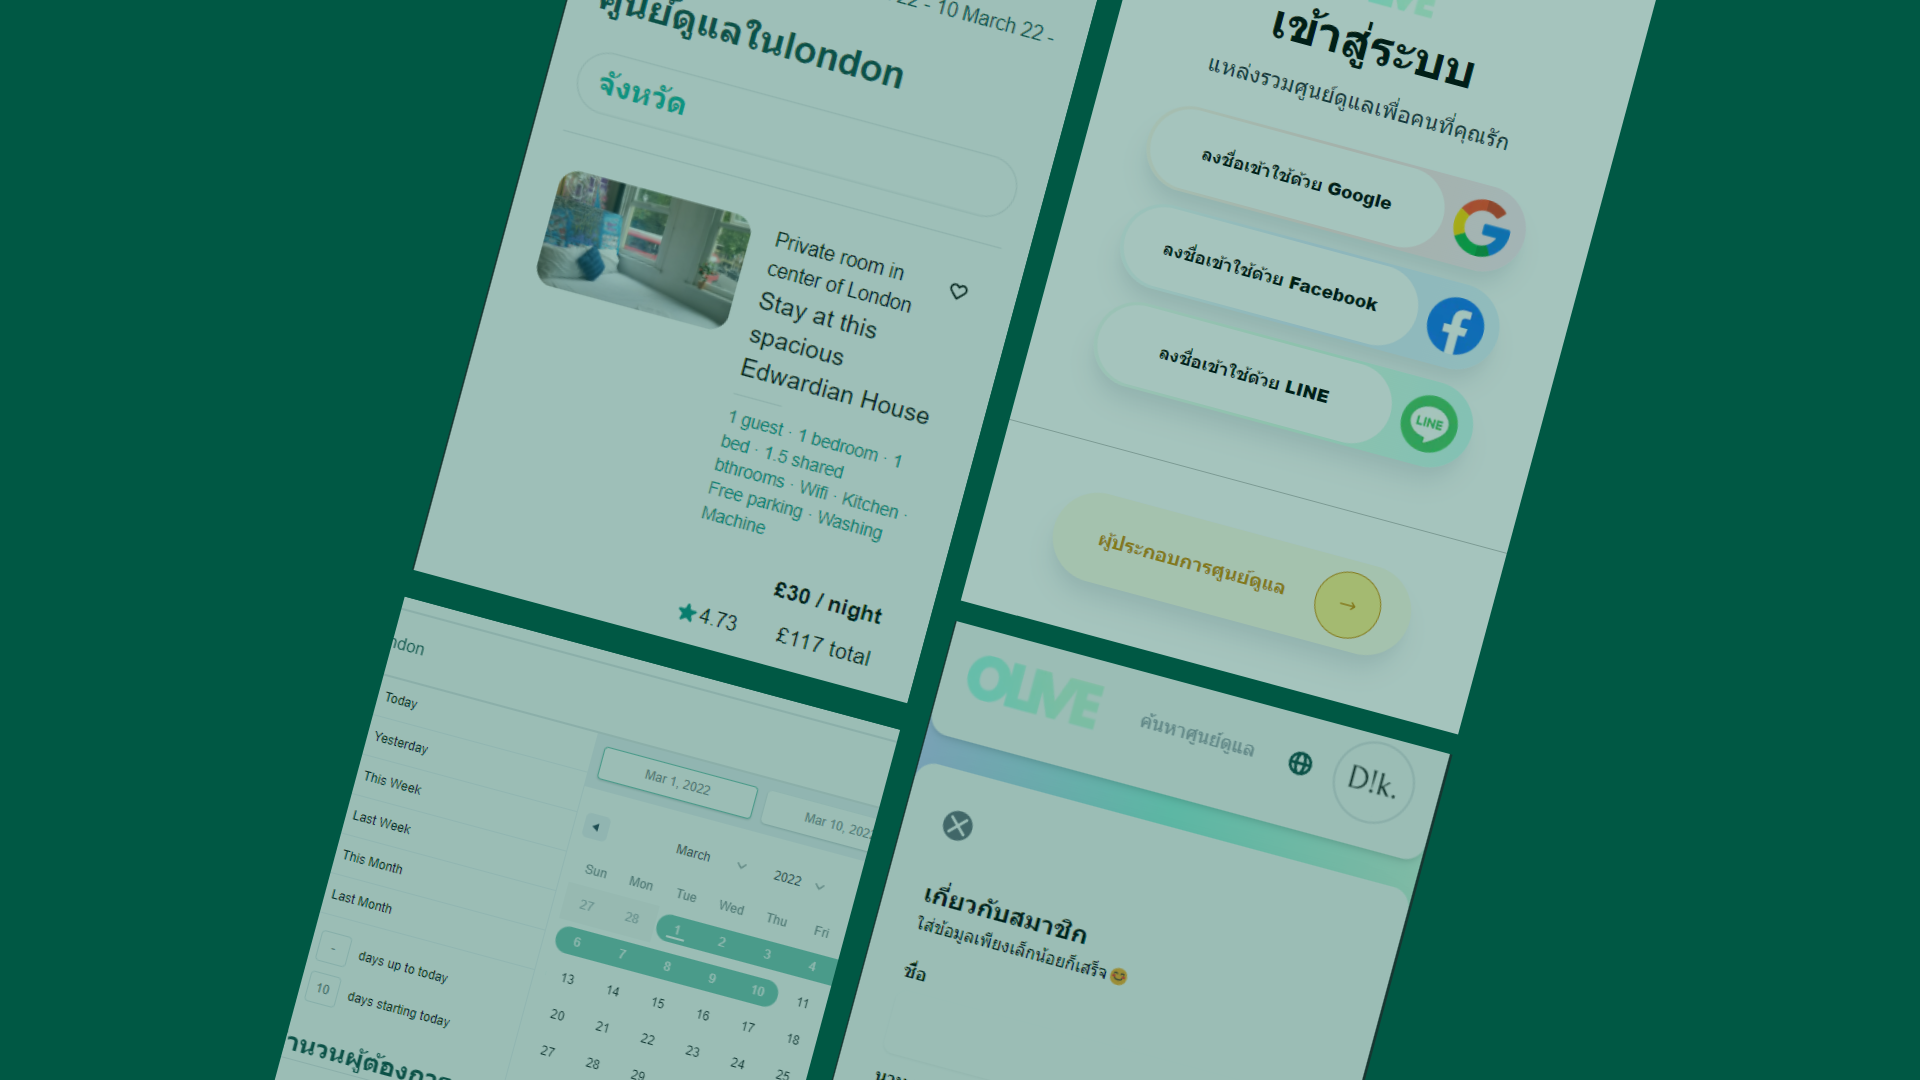 22 - 10 March 22 -
ศูนย์ดูแลในlondon
จังหวัด
Private room in
center of London
Stay at this
spacious
Edwardian House
1 guest · 1 bedroom · 1
bed · 1.5 shared
bthrooms · Wifi · Kitchen ·
Free parking · Washing
Machine
£30 / night
4.73
£117 total
OLIVE
เข้าสู่ระบบ
แหล่งรวมศูนย์ดูแลเพื่อคนที่คุณรัก
ลงชื่อเข้าใช้ด้วย Google
ลงชื่อเข้าใช้ด้วย Facebook
ลงชื่อเข้าใช้ด้วย LINE
LINE
ผู้ประกอบการศูนย์ดูแล
→
ndon
Today
Yesterday
This Week
Last Week
This Month
Last Month
- days up to today
10 days starting today
Mar 1, 2022
Mar 10, 202
March
2022
Sun Mon Tue Wed Thu Fri
27 28 1 2 3 4
6 7 8 9 10 11
13 14 15 16 17 18
20 21 22 23 24 25
27 28 29
านวนผู้ต้องการ
OLIVE
ค้นหาศูนย์ดูแล
D!k.
เกี่ยวกับสมาชิก
ใส่ข้อมูลเพียงเล็กน้อยก็เสร็จ 😊
ชื่อ